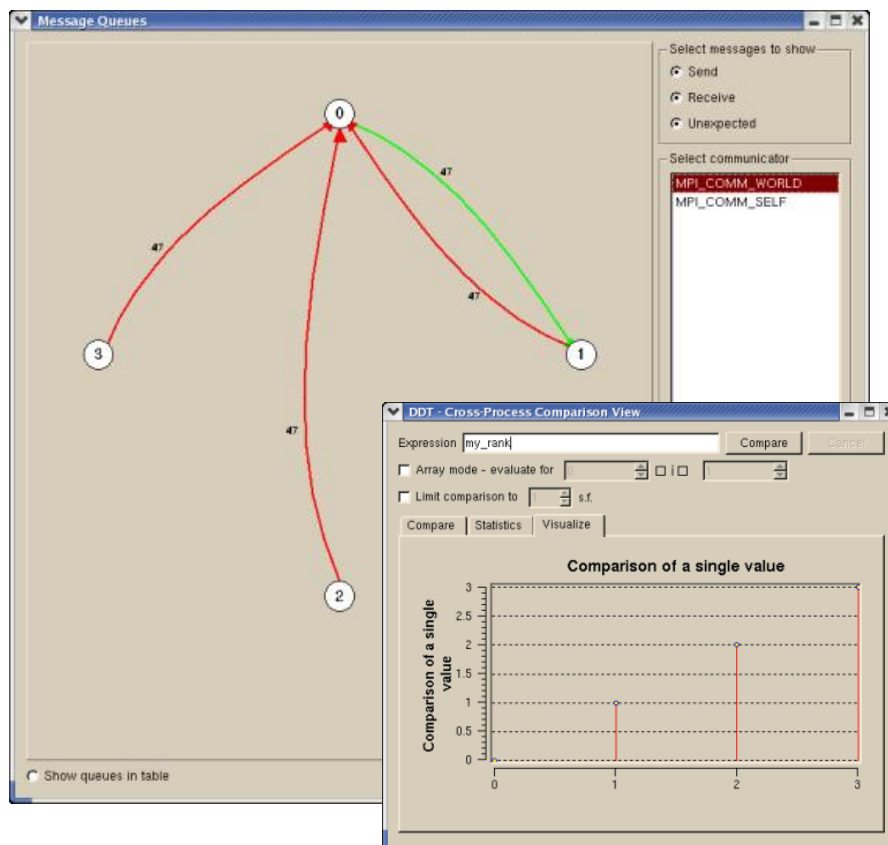 Message Queues
Select messages to show
Send
Receive
Unexpected
Select communicator
MPI_COMM_WORLD
MPI_COMM_SELF
0
47
47
47
3
1
47
2
Show queues in table
DDT - Cross-Process Comparison View
Expression my_rank Compare Cancel
Array mode - evaluate for 0 i 1
Limit comparison to 1 s.f.
Compare Statistics Visualize
Comparison of a single value
Comparison of a single
value
3
2.5
2
1.5
1
0.5
0
0 1 2 3